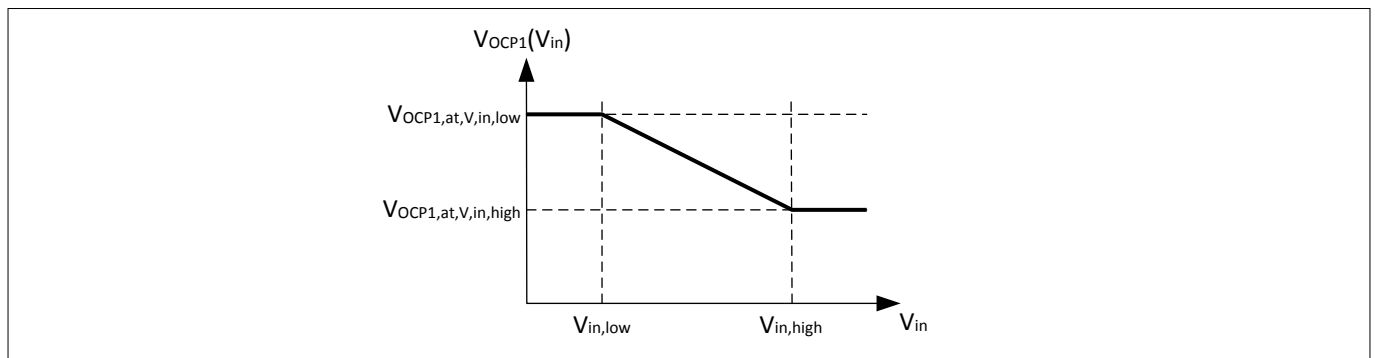 VOCP1(Vin)
VOCP1,at,V,in,low
VOCP1,at,V,in,high
Vin,low
Vin,high
Vin